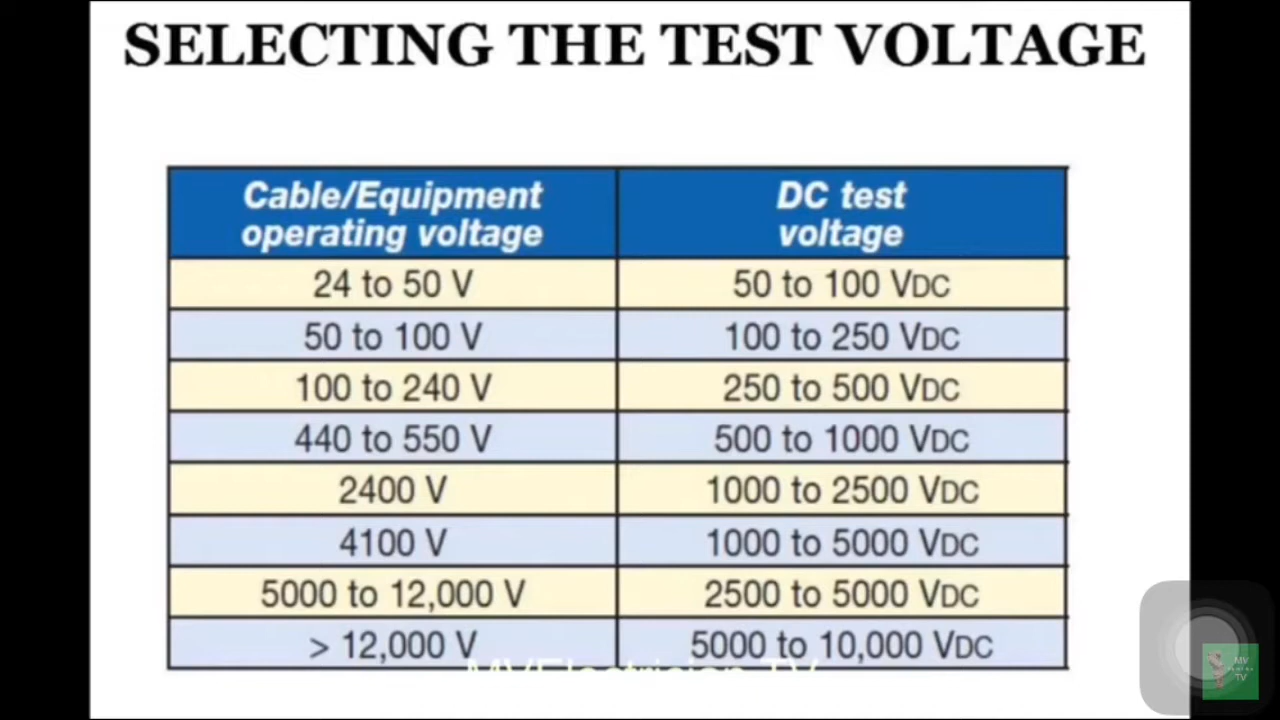 SELECTING THE TEST VOLTAGE
Cable/Equipment operating voltage
DC test voltage
24 to 50 V
50 to 100 VDC
50 to 100 V
100 to 250 VDC
100 to 240 V
250 to 500 VDC
440 to 550 V
500 to 1000 VDC
2400 V
1000 to 2500 VDC
4100 V
1000 to 5000 VDC
5000 to 12,000 V
2500 to 5000 VDC
> 12,000 V
5000 to 10,000 VDC
MV
TV